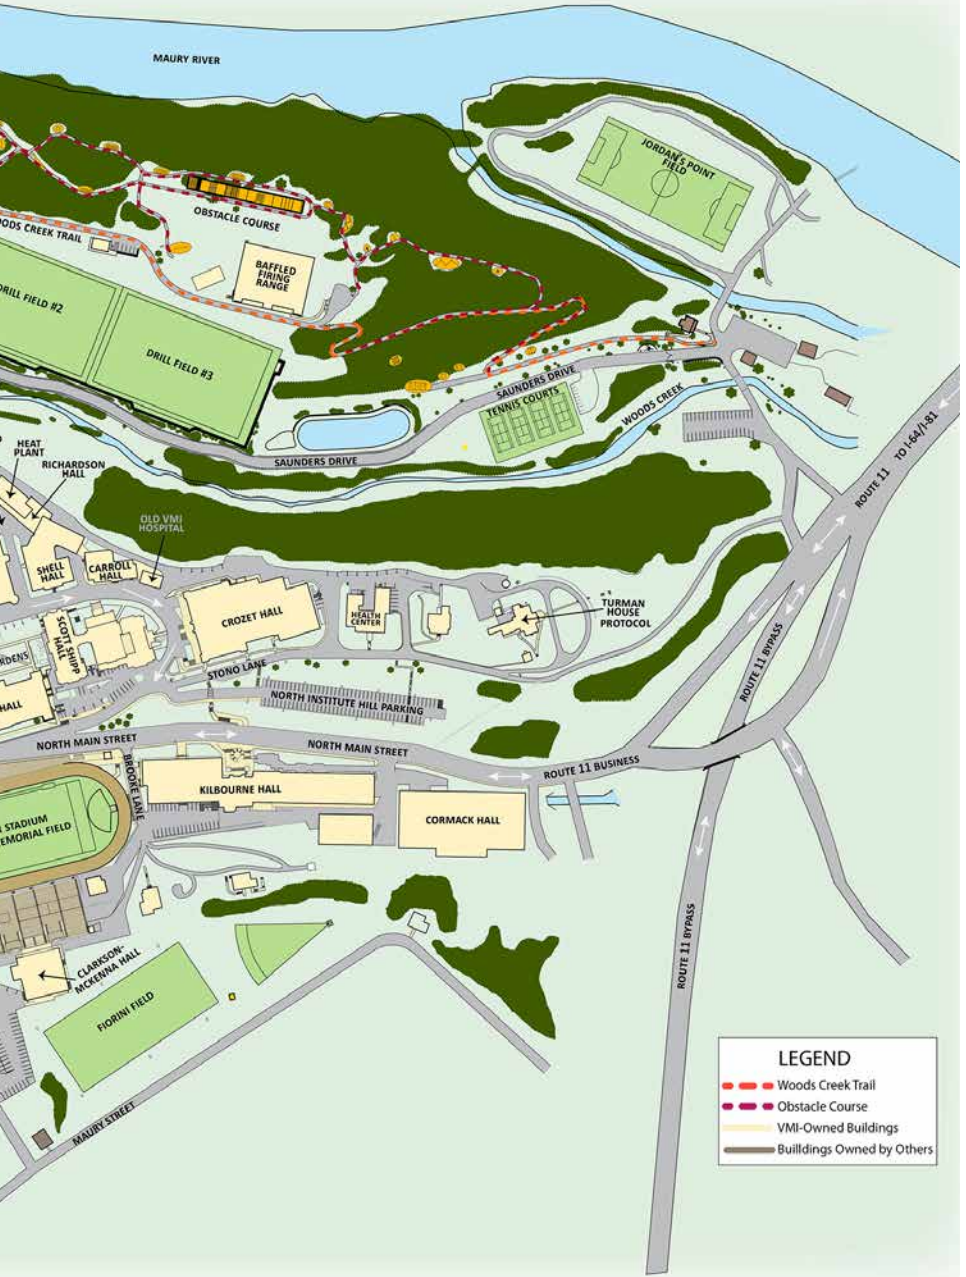 MAURY RIVER
JORDAN'S POINT
FIELD
OBSTACLE COURSE
ODS CREEK TRAIL
BAFFLED
FIRING
RANGE
DRILL FIELD #2
DRILL FIELD #3
SAUNDERS DRIVE
TENNIS COURTS
WOODS CREEK
SAUNDERS DRIVE
ROUTE 11 TO I-64/I-81
HEAT
PLANT
RICHARDSON
HALL
OLD VMI
HOSPITAL
SHELL
HALL
CARROLL
HALL
CROZET HALL
HEALTH
CENTER
TURMAN
HOUSE
PROTOCOL
SCOTT SHIPP
HALL
RDENS
HALL
STONO LANE
NORTH INSTITUTE HILL PARKING
ROUTE 11 BYPASS
NORTH MAIN STREET
NORTH MAIN STREET
ROUTE 11 BUSINESS
BROOKE LANE
KILBOURNE HALL
CORMACK HALL
STADIUM
EMORIAL FIELD
CLARKSON-
MCKENNA HALL
FIORINI FIELD
ROUTE 11 BYPASS
MAURY STREET
LEGEND
Woods Creek Trail
Obstacle Course
VMI-Owned Buildings
Builldings Owned by Others